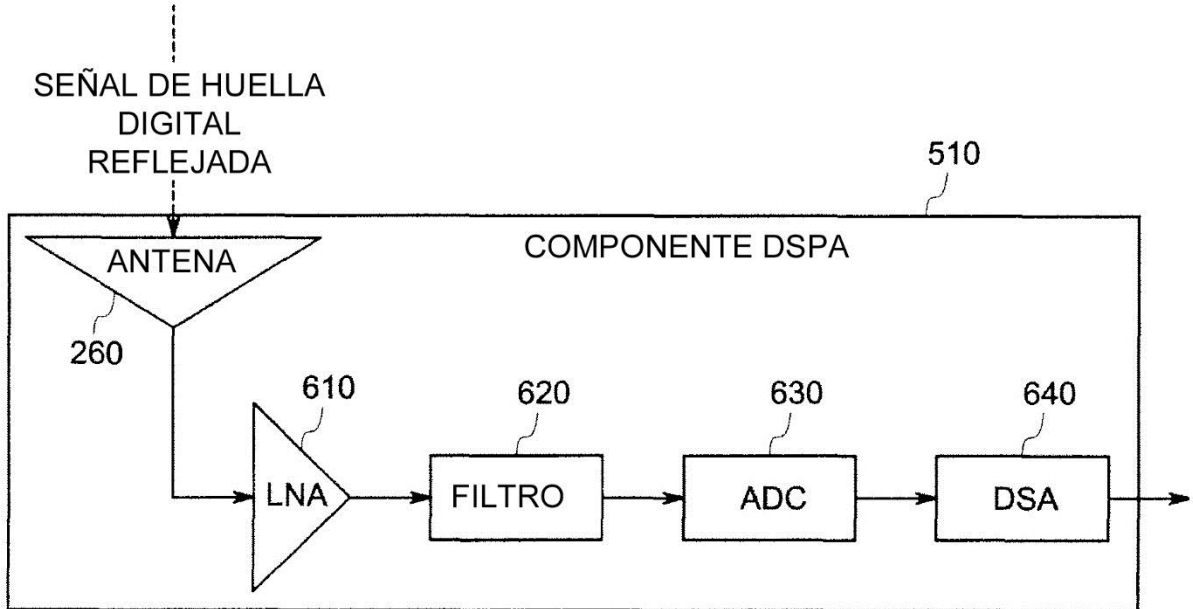 SEÑAL DE HUELLA
DIGITAL
REFLEJADA
510
ANTENA
COMPONENTE DSPA
260
610
620
630
640
LNA
FILTRO
ADC
DSA